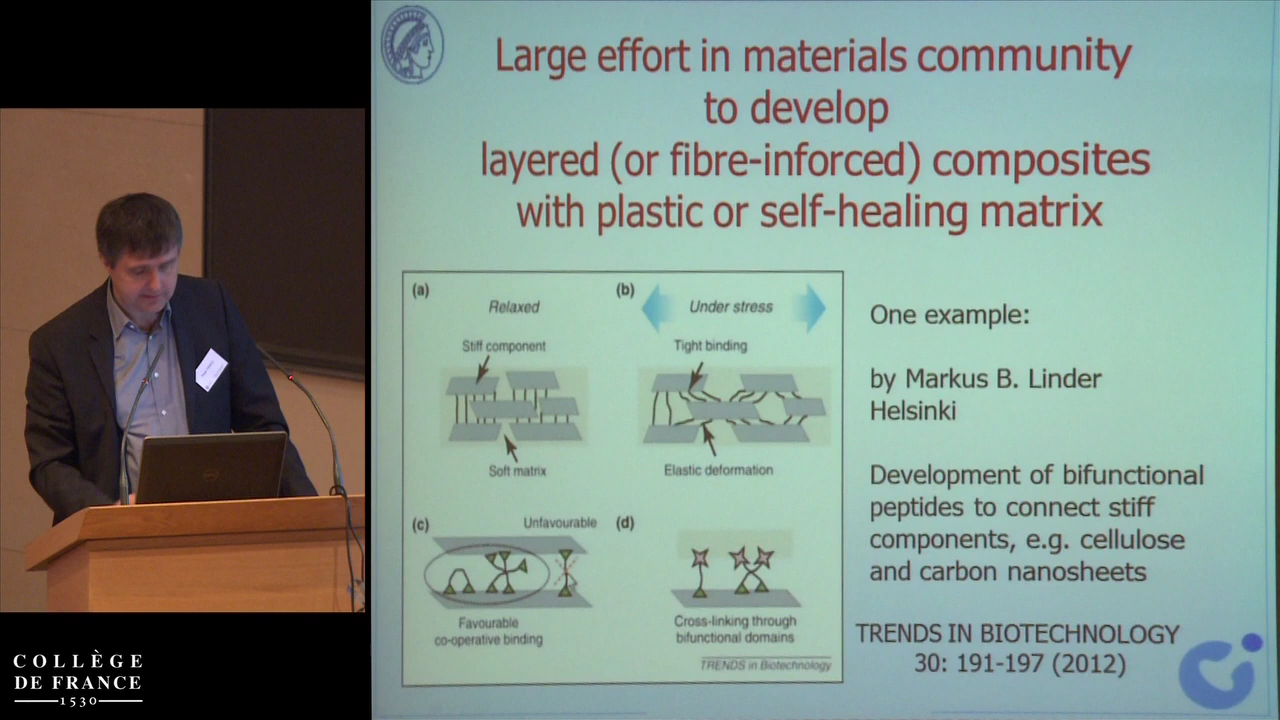 Large effort in materials community
to develop
layered (or fibre-inforced) composites
with plastic or self-healing matrix
(a)
Relaxed
Stiff component
Soft matrix
(b)
Under stress
Tight binding
Elastic deformation
(c)
Unfavourable
Favourable
co-operative binding
(d)
Cross-linking through
bifunctional domains
TRENDS in Biotechnology
One example:
by Markus B. Linder
Helsinki
Development of bifunctional
peptides to connect stiff
components, e.g. cellulose
and carbon nanosheets
TRENDS IN BIOTECHNOLOGY
30: 191-197 (2012)
COLLÈGE
DE FRANCE
1530